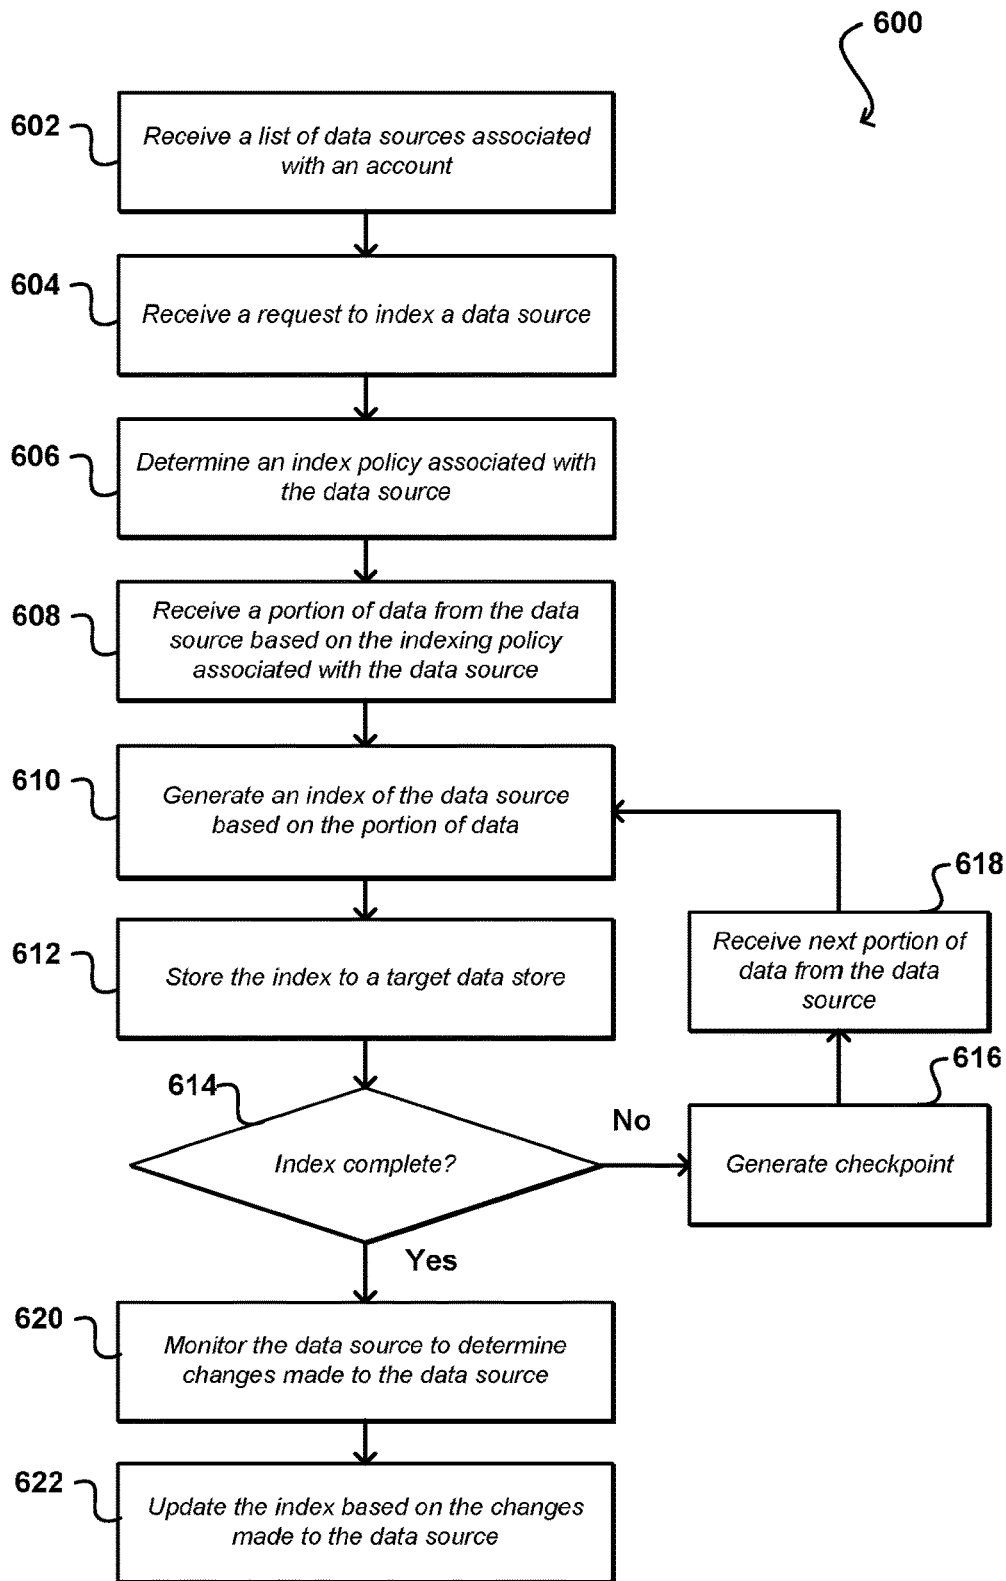 600
602
Receive a list of data sources associated
with an account
604
Receive a request to index a data source
606
Determine an index policy associated with
the data source
608
Receive a portion of data from the data
source based on the indexing policy
associated with the data source
610
Generate an index of the data source
based on the portion of data
618
Receive next portion of
data from the data
source
612
Store the index to a target data store
616
614
No
Index complete?
Generate checkpoint
Yes
620
Monitor the data source to determine
changes made to the data source
622
Update the index based on the changes
made to the data source